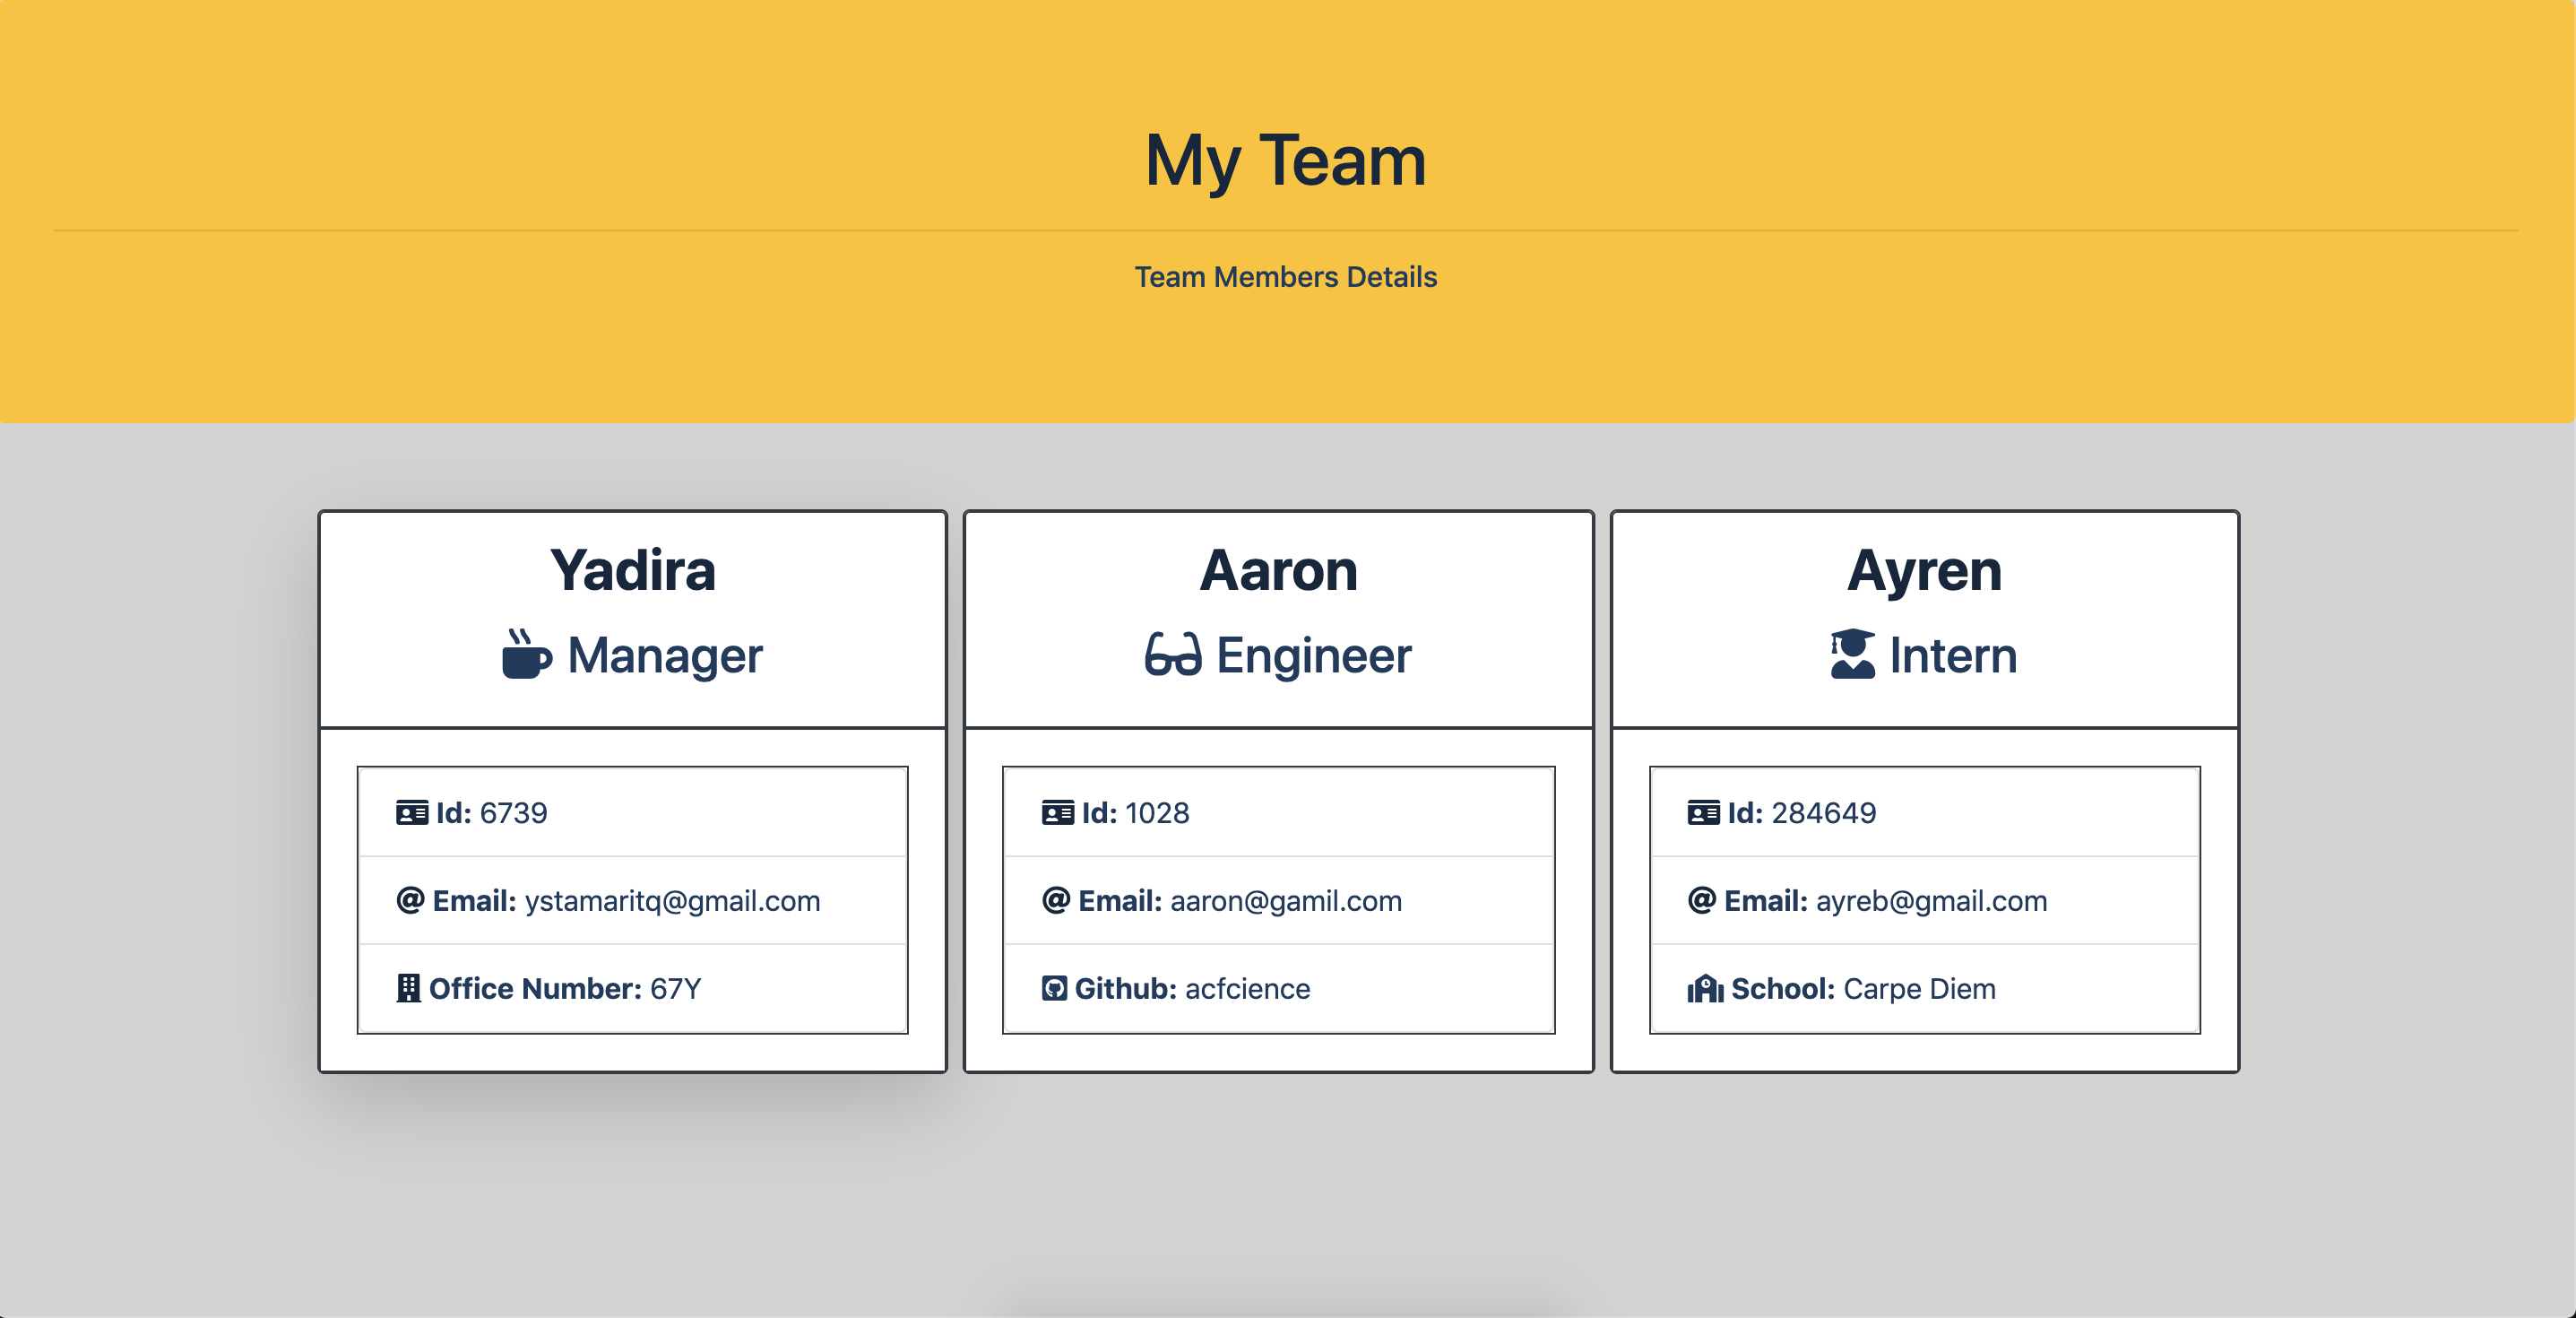 My Team
Team Members Details
Yadira
Manager
Id: 6739
Email: ystamaritq@gmail.com
Office Number: 67Y
Aaron
Engineer
Id: 1028
Email: aaron@gamil.com
Github: acfcience
Ayren
Intern
Id: 284649
Email: ayreb@gmail.com
School: Carpe Diem